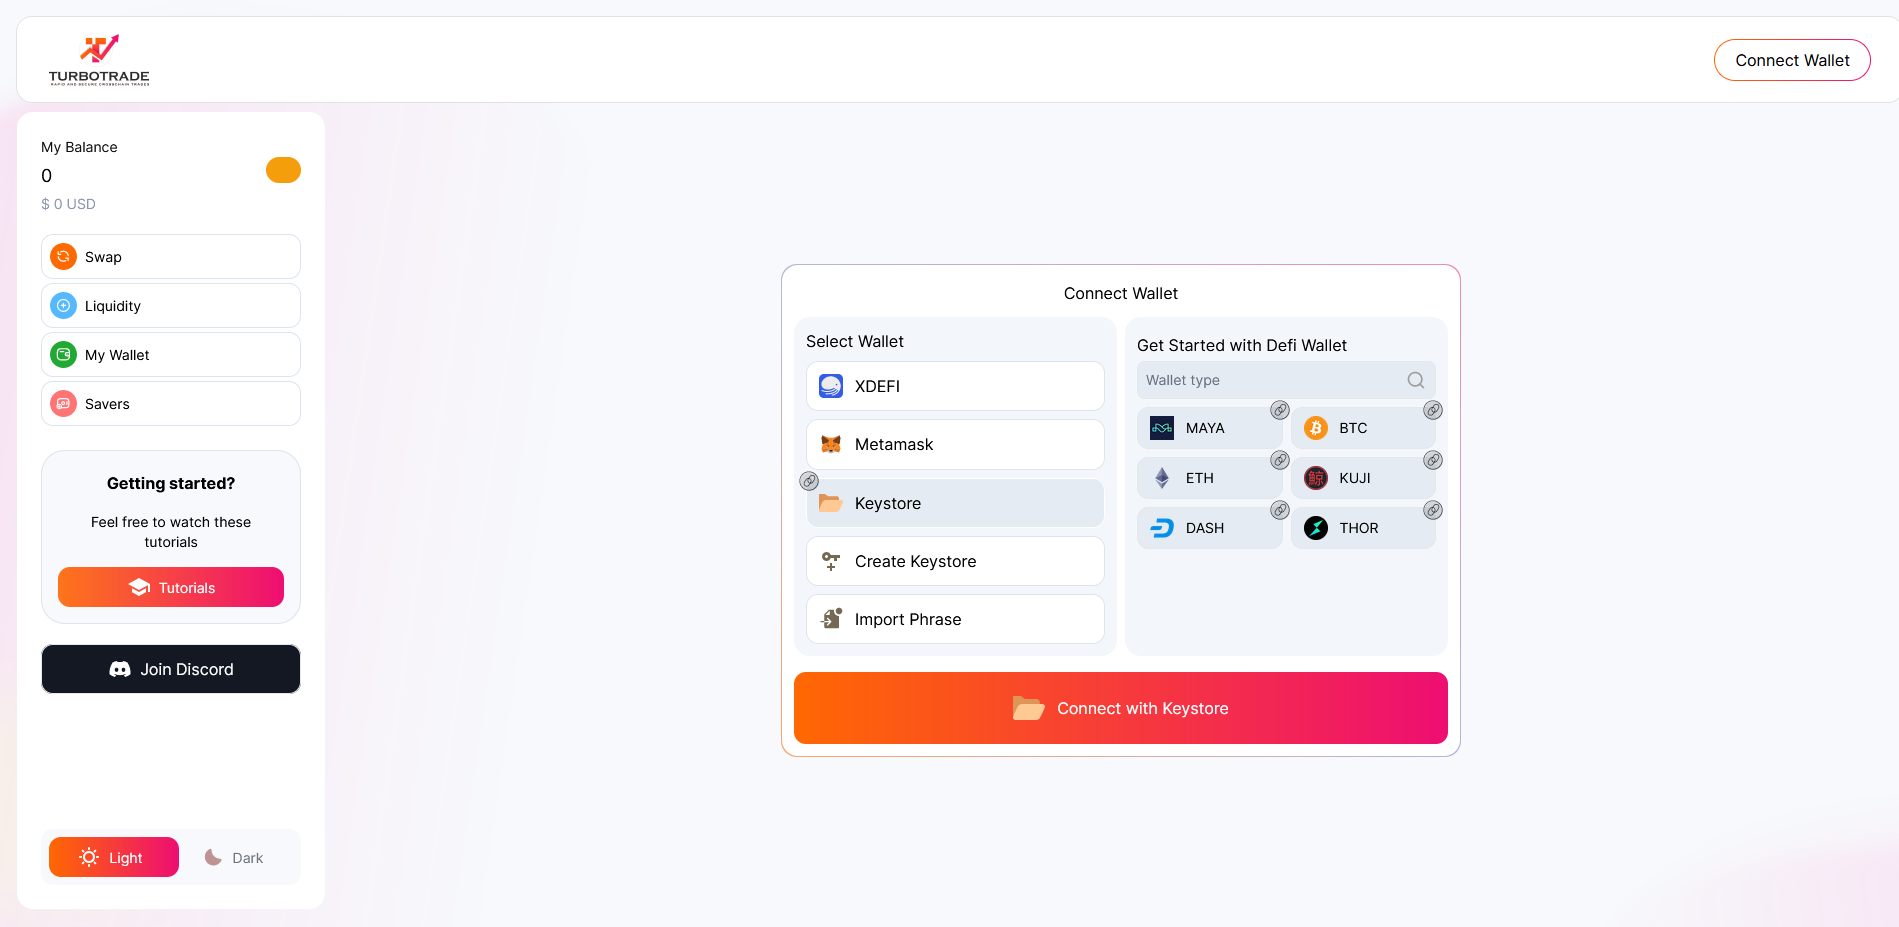 TURBOTRADE
RAPID AND SECURE CROSSCHAIN TRADES
Connect Wallet
My Balance
0
$ 0 USD
Swap
Liquidity
My Wallet
Savers
Getting started?
Feel free to watch these
tutorials
Tutorials
Join Discord
Light
Dark
Connect Wallet
Select Wallet
XDEFI
Metamask
Keystore
Create Keystore
Import Phrase
Get Started with Defi Wallet
Wallet type
MAYA
BTC
ETH
KUJI
DASH
THOR
Connect with Keystore